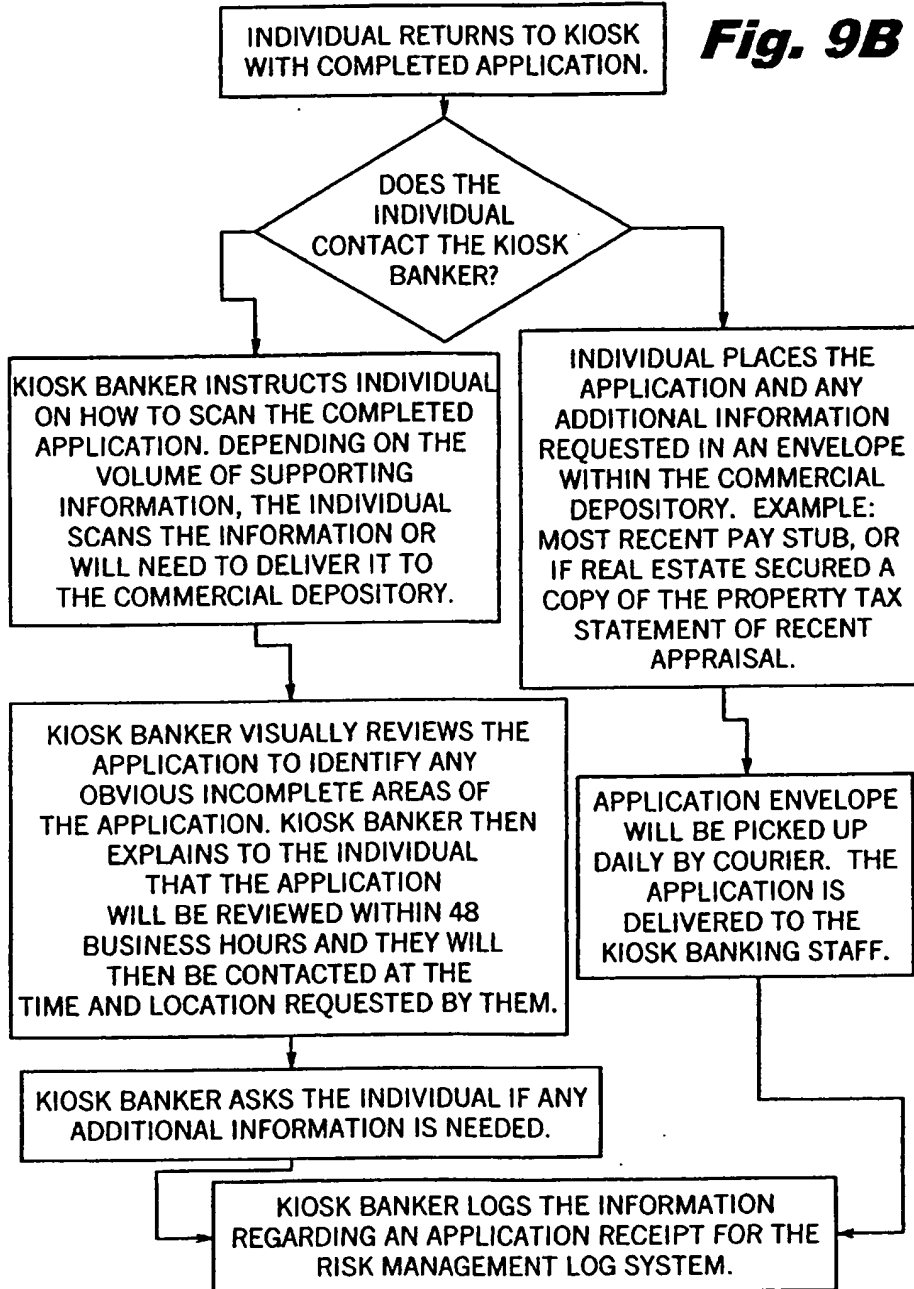 Fig. 9B
INDIVIDUAL RETURNS TO KIOSK
WITH COMPLETED APPLICATION.
DOES THE
INDIVIDUAL
CONTACT THE KIOSK
BANKER?
KIOSK BANKER INSTRUCTS INDIVIDUAL
ON HOW TO SCAN THE COMPLETED
APPLICATION. DEPENDING ON THE
VOLUME OF SUPPORTING
INFORMATION, THE INDIVIDUAL
SCANS THE INFORMATION OR
WILL NEED TO DELIVER IT TO
THE COMMERCIAL DEPOSITORY.
KIOSK BANKER VISUALLY REVIEWS THE
APPLICATION TO IDENTIFY ANY
OBVIOUS INCOMPLETE AREAS OF
THE APPLICATION. KIOSK BANKER THEN
EXPLAINS TO THE INDIVIDUAL
THAT THE APPLICATION
WILL BE REVIEWED WITHIN 48
BUSINESS HOURS AND THEY WILL
THEN BE CONTACTED AT THE
TIME AND LOCATION REQUESTED BY THEM.
KIOSK BANKER ASKS THE INDIVIDUAL IF ANY
ADDITIONAL INFORMATION IS NEEDED.
INDIVIDUAL PLACES THE
APPLICATION AND ANY
ADDITIONAL INFORMATION
REQUESTED IN AN ENVELOPE
WITHIN THE COMMERCIAL
DEPOSITORY. EXAMPLE:
MOST RECENT PAY STUB, OR
IF REAL ESTATE SECURED A
COPY OF THE PROPERTY TAX
STATEMENT OF RECENT
APPRAISAL.
APPLICATION ENVELOPE
WILL BE PICKED UP
DAILY BY COURIER. THE
APPLICATION IS
DELIVERED TO THE
KIOSK BANKING STAFF.
KIOSK BANKER LOGS THE INFORMATION
REGARDING AN APPLICATION RECEIPT FOR THE
RISK MANAGEMENT LOG SYSTEM.